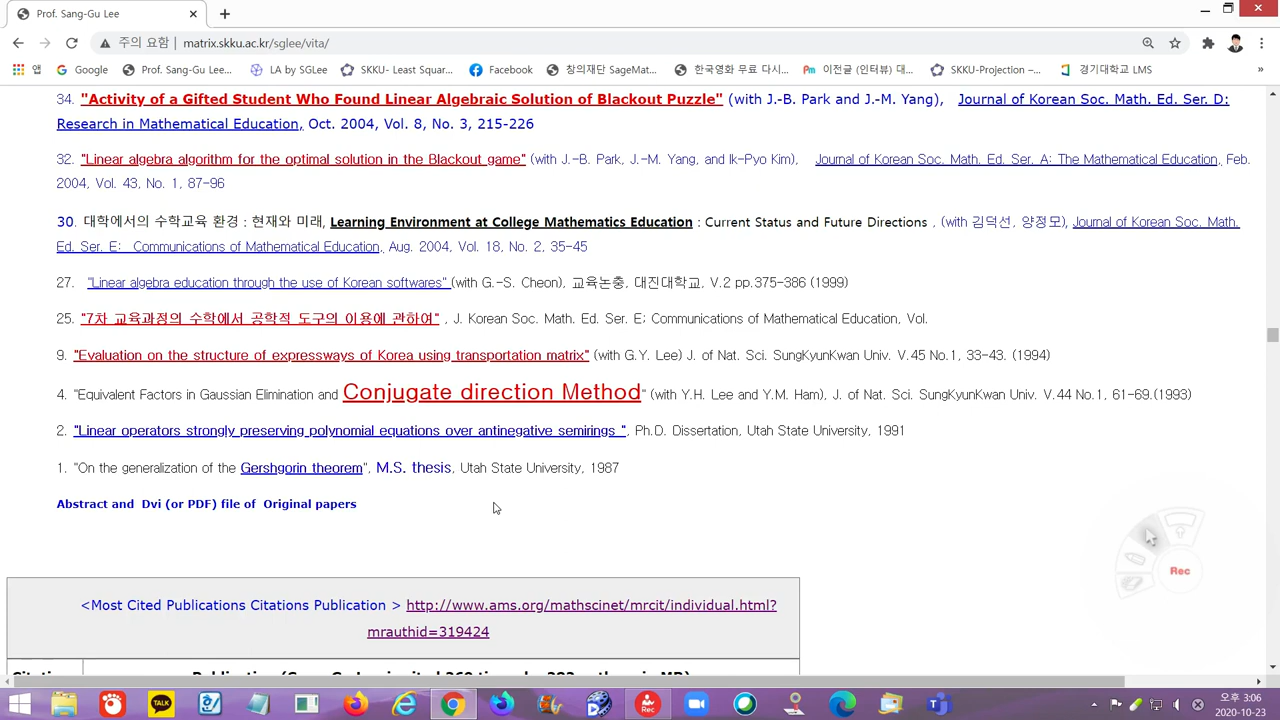 Prof. Sang-Gu Lee
주의 요함 | matrix.skku.ac.kr/sglee/vita/
앱 Google Prof. Sang-Gu Lee... LA by SGLee SKKU- Least Squar... Facebook 창의재단 SageMat... 한국영화 무료 다시... 이전글 (인터뷰) 대... SKKU-Projection –... 경기대학교 LMS »
34. "Activity of a Gifted Student Who Found Linear Algebraic Solution of Blackout Puzzle" (with J.-B. Park and J.-M. Yang), Journal of Korean Soc. Math. Ed. Ser. D:
Research in Mathematical Education, Oct. 2004, Vol. 8, No. 3, 215-226
32. "Linear algebra algorithm for the optimal solution in the Blackout game" (with J.-B. Park, J.-M. Yang, and Ik-Pyo Kim), Journal of Korean Soc. Math. Ed. Ser. A: The Mathematical Education, Feb.
2004, Vol. 43, No. 1, 87-96
30. 대학에서의 수학교육 환경 : 현재와 미래, Learning Environment at College Mathematics Education : Current Status and Future Directions , (with 김덕선, 양정모), Journal of Korean Soc. Math.
Ed. Ser. E: Communications of Mathematical Education, Aug. 2004, Vol. 18, No. 2, 35-45
27. "Linear algebra education through the use of Korean softwares" (with G.-S. Cheon), 교육논총, 대진대학교, V.2 pp.375-386 (1999)
25. "7차 교육과정의 수학에서 공학적 도구의 이용에 관하여" , J. Korean Soc. Math. Ed. Ser. E; Communications of Mathematical Education, Vol.
9. "Evaluation on the structure of expressways of Korea using transportation matrix" (with G.Y. Lee) J. of Nat. Sci. SungKyunKwan Univ. V.45 No.1, 33-43. (1994)
4. "Equivalent Factors in Gaussian Elimination and Conjugate direction Method" (with Y.H. Lee and Y.M. Ham), J. of Nat. Sci. SungKyunKwan Univ. V.44 No.1, 61-69.(1993)
2. "Linear operators strongly preserving polynomial equations over antinegative semirings ", Ph.D. Dissertation, Utah State University, 1991
1. "On the generalization of the Gershgorin theorem", M.S. thesis, Utah State University, 1987
Abstract and Dvi (or PDF) file of Original papers
Rec
<Most Cited Publications Citations Publication > http://www.ams.org/mathscinet/mrcit/individual.html?
mrauthid=319424
TALK
Rec
오후 3:06
2020-10-23